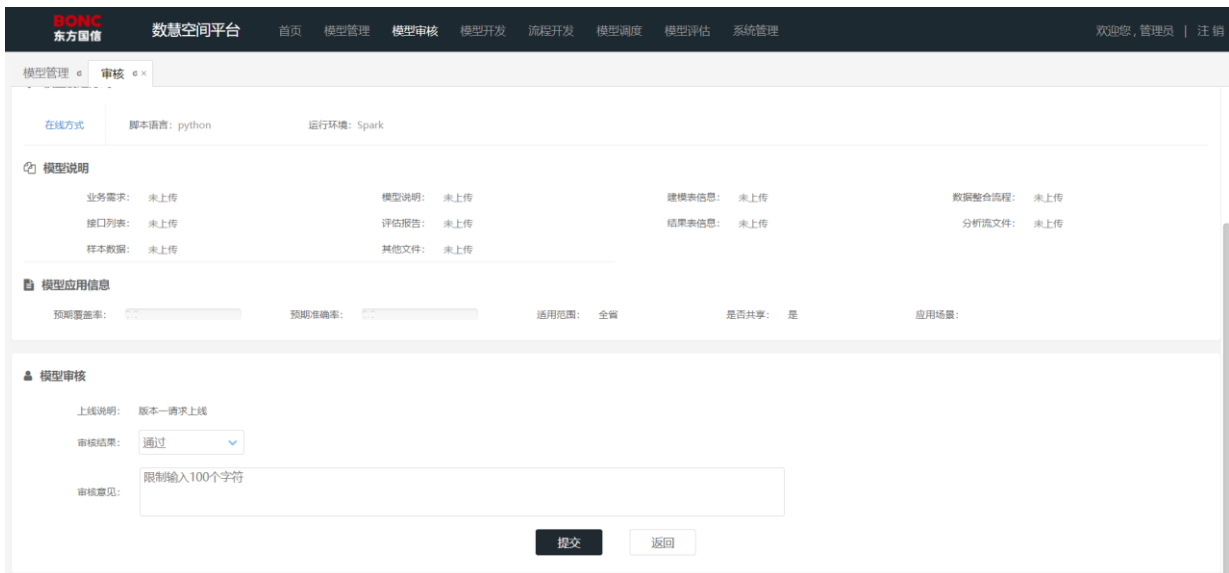 BONC
东方国信
数慧空间平台 首页 模型管理 模型审核 模型开发 流程开发 模型调度 模型评估 系统管理 欢迎您，管理员 | 注 销
模型管理 审核 ×
在线方式 脚本语言：python 运行环境：Spark
模型说明
业务需求： 未上传 模型说明： 未上传 建模表信息： 未上传 数据整合流程： 未上传
接口列表： 未上传 评估报告： 未上传 结果表信息： 未上传 分析流文件： 未上传
样本数据： 未上传 其他文件： 未上传
模型应用信息
预期覆盖率： 预期准确率： 适用范围： 全省 是否共享： 是 应用场景：
模型审核
上线说明： 版本一请求上线
审核结果： 通过
审核意见： 限制输入100个字符
提交 返回